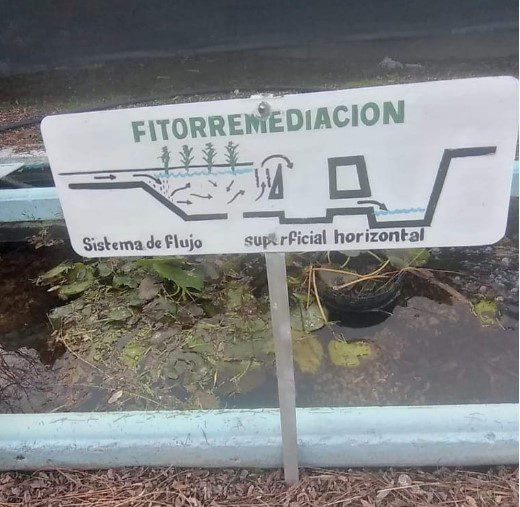 FITORREMEDIACION
Sistema de flujo superficial horizontal